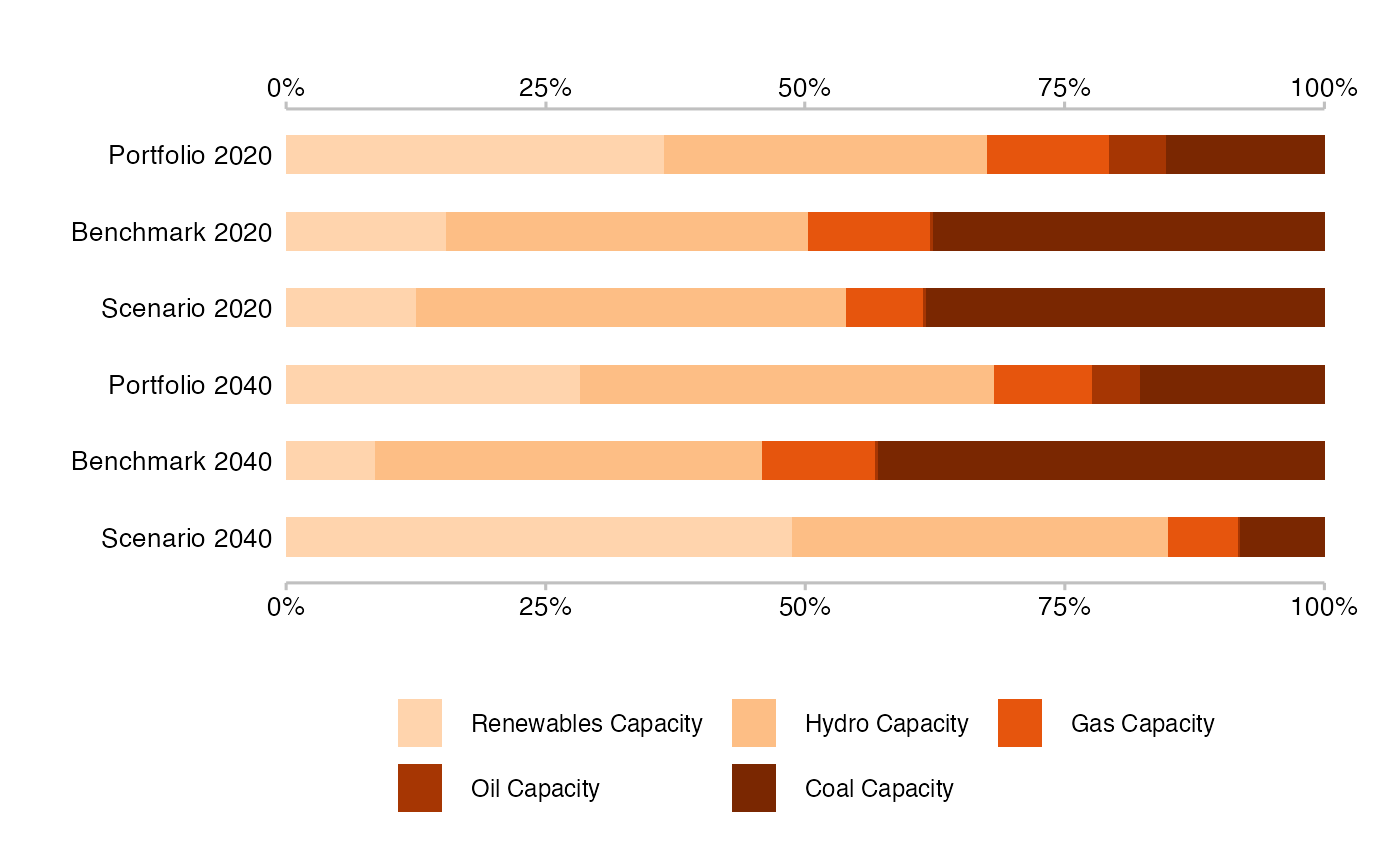 0% 25% 50% 75% 100%
Portfolio 2020
Benchmark 2020
Scenario 2020
Portfolio 2040
Benchmark 2040
Scenario 2040
0% 25% 50% 75% 100%
Renewables Capacity Hydro Capacity Gas Capacity
Oil Capacity Coal Capacity